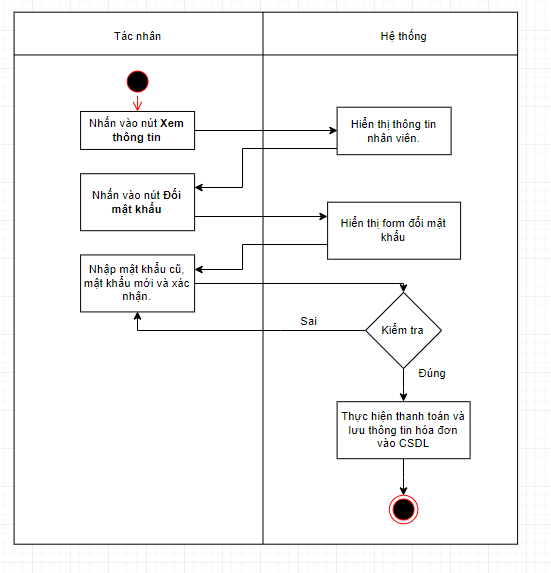 Tác nhân
Hệ thống
Nhấn vào nút Xem
thông tin
Hiển thị thông tin
nhân viên.
Nhấn vào nút Đổi
mật khẩu
Hiển thị form đổi mật
khẩu
Nhập mật khẩu cũ,
mật khẩu mới và xác
nhận.
Kiểm tra
Sai
Đúng
Thực hiện thanh toán và
lưu thông tin hóa đơn
vào CSDL